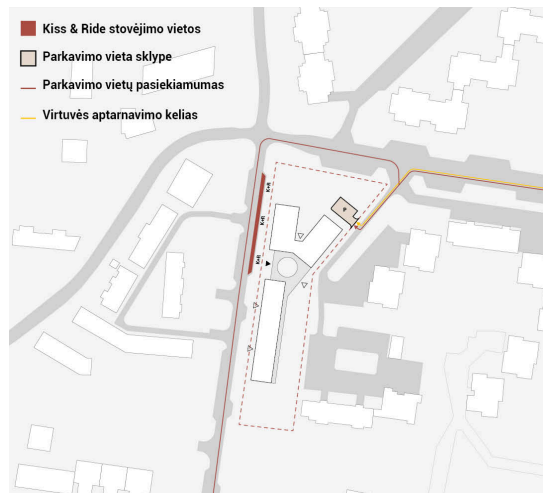 Kiss & Ride stovėjimo vietos
Parkavimo vieta sklype
Parkavimo vietų pasiekiamumas
Virtuvės aptarnavimo kelias
K+R
K+R
K+R